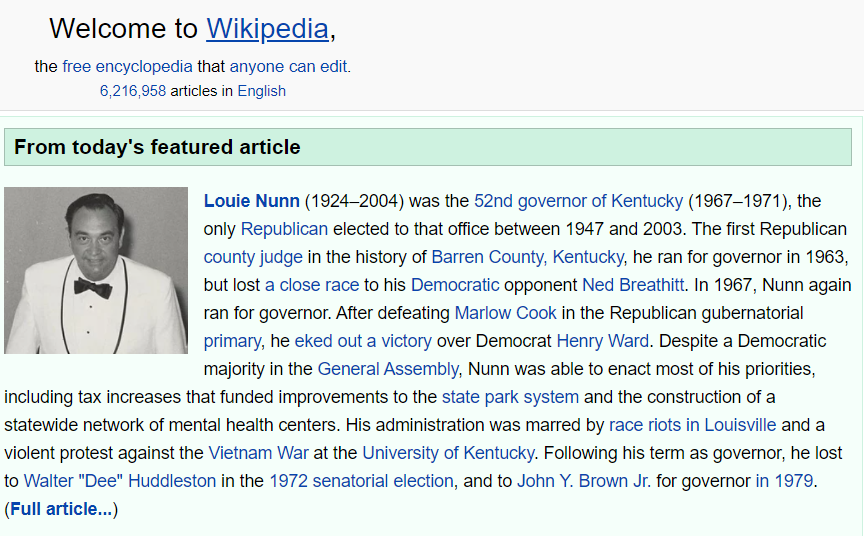 Welcome to Wikipedia,
the free encyclopedia that anyone can edit.
6,216,958 articles in English
From today's featured article
Louie Nunn (1924–2004) was the 52nd governor of Kentucky (1967–1971), the
only Republican elected to that office between 1947 and 2003. The first Republican
county judge in the history of Barren County, Kentucky, he ran for governor in 1963,
but lost a close race to his Democratic opponent Ned Breathitt. In 1967, Nunn again
ran for governor. After defeating Marlow Cook in the Republican gubernatorial
primary, he eked out a victory over Democrat Henry Ward. Despite a Democratic
majority in the General Assembly, Nunn was able to enact most of his priorities,
including tax increases that funded improvements to the state park system and the construction of a
statewide network of mental health centers. His administration was marred by race riots in Louisville and a
violent protest against the Vietnam War at the University of Kentucky. Following his term as governor, he lost
to Walter "Dee" Huddleston in the 1972 senatorial election, and to John Y. Brown Jr. for governor in 1979.
(Full article...)